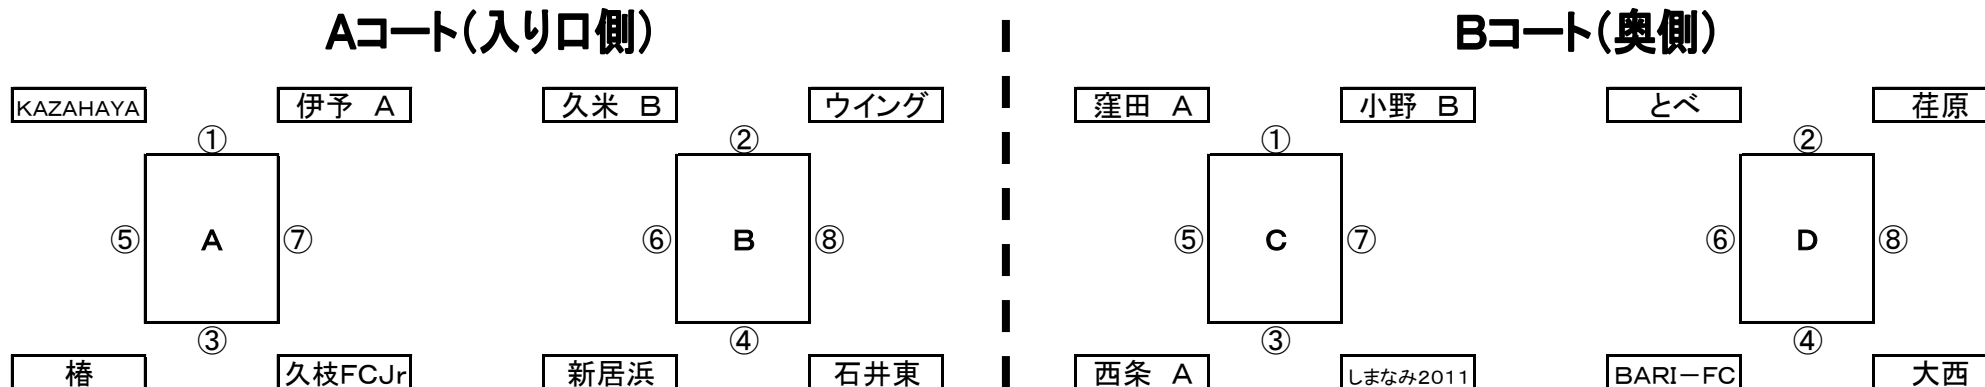 Aコート(入り口側) Bコート(奥側)
KAZAHAYA 伊予 A 久米 B ウイング 窪田 A 小野 B とべ 荏原
① ② ① ②
⑤ A ⑦ ⑥ B ⑧ ⑤ C ⑦ ⑥ D ⑧
③ ④ ③ ④
椿 久枝FCJr 新居浜 石井東 西条 A しまなみ2011 BARI-FC 大西